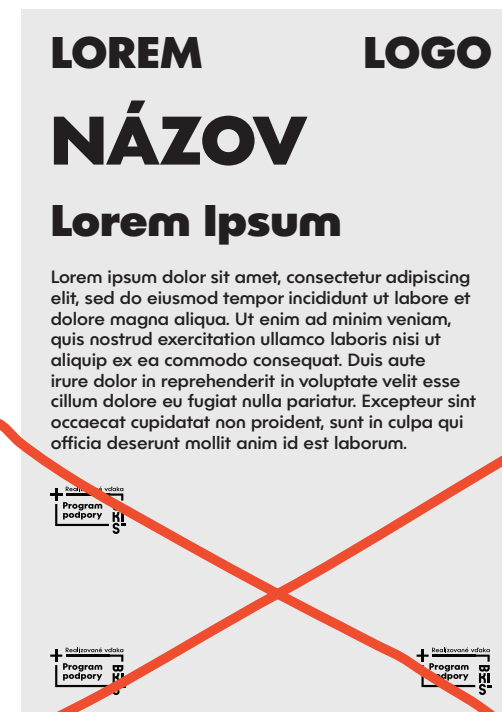 LOREM LOGO
NÁZOV
Lorem Ipsum
Lorem ipsum dolor sit amet, consectetur adipiscing
elit, sed do eiusmod tempor incididunt ut labore et
dolore magna aliqua. Ut enim ad minim veniam,
quis nostrud exercitation ullamco laboris nisi ut
aliquip ex ea commodo consequat. Duis aute
irure dolor in reprehenderit in voluptate velit esse
cillum dolore eu fugiat nulla pariatur. Excepteur sint
occaecat cupidatat non proident, sunt in culpa qui
officia deserunt mollit anim id est laborum.
Realizované vďaka
Program
podpory
BKIS
Realizované vďaka
Program
podpory
BKIS
Realizované vďaka
Program
podpory
BKIS